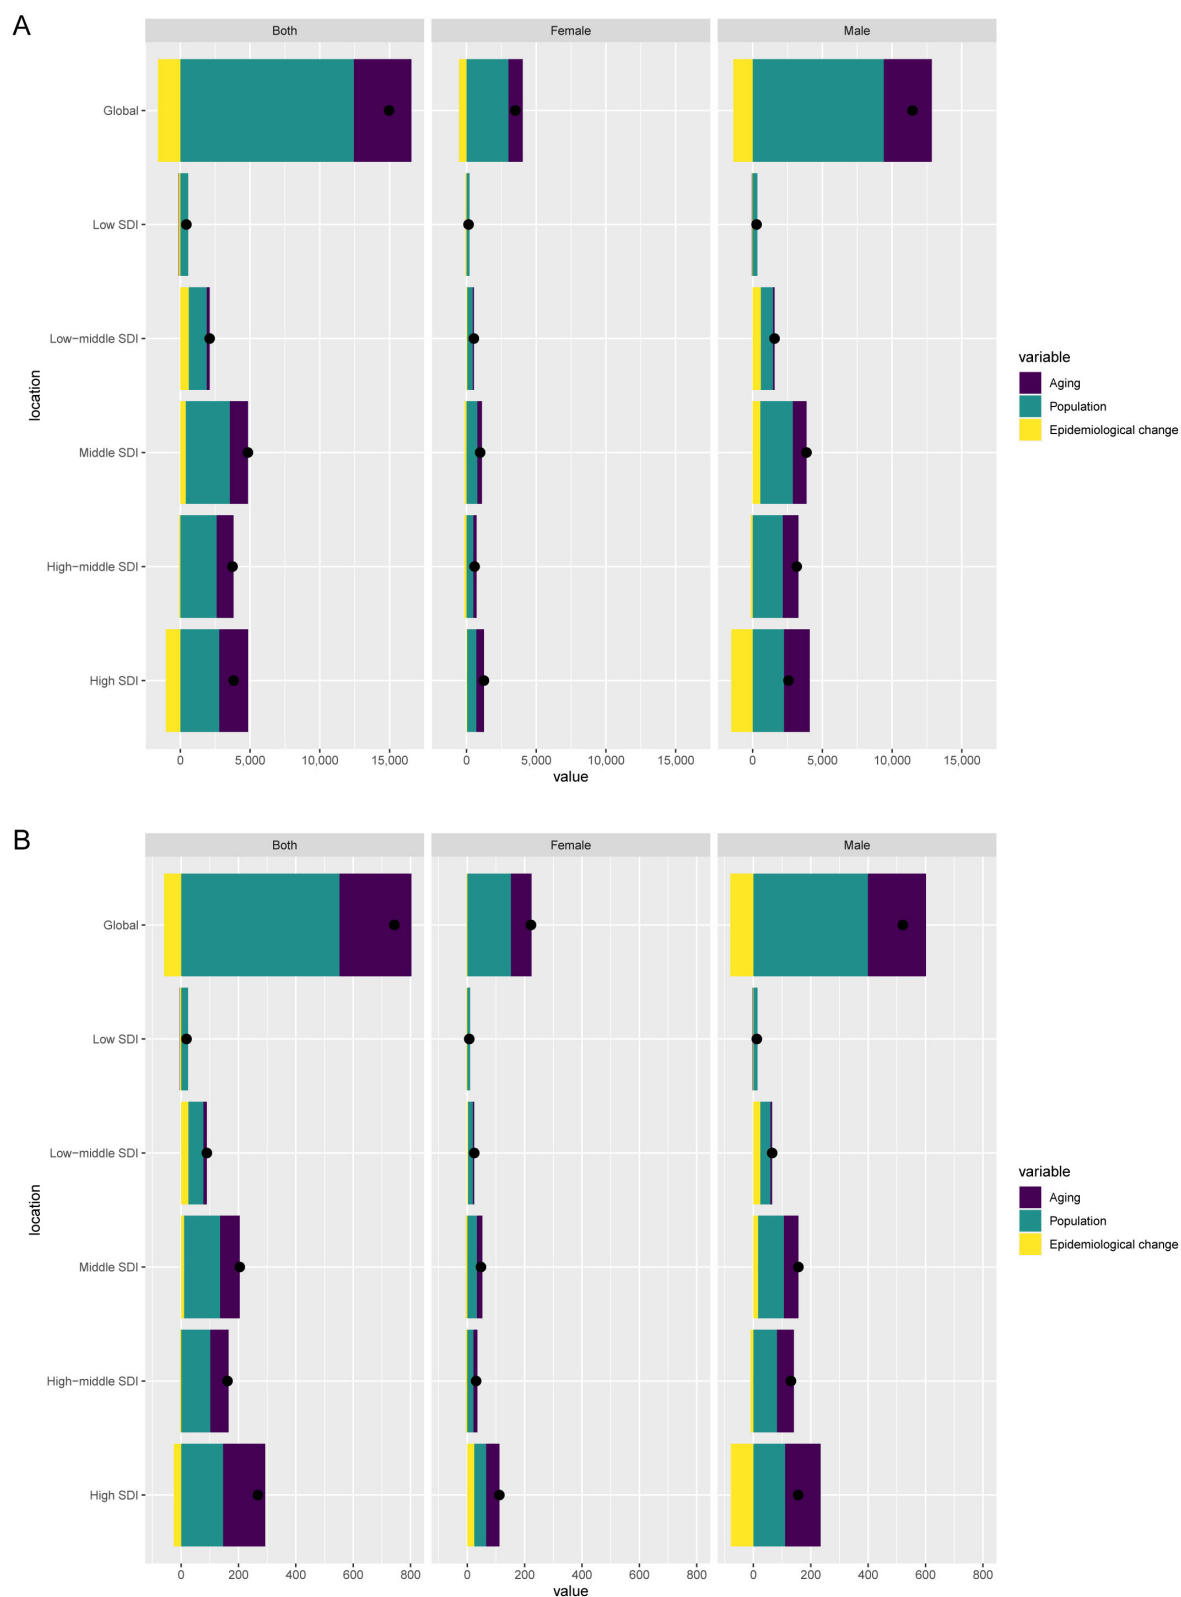 A
Both
Female
Male
Global
Low SDI
Low−middle SDI
Middle SDI
High−middle SDI
High SDI
location
0
5,000
10,000
15,000
0
5,000
10,000
15,000
0
5,000
10,000
15,000
value
variable
Aging
Population
Epidemiological change
B
Both
Female
Male
Global
Low SDI
Low−middle SDI
Middle SDI
High−middle SDI
High SDI
location
0
200
400
600
800
0
200
400
600
800
0
200
400
600
800
value
variable
Aging
Population
Epidemiological change